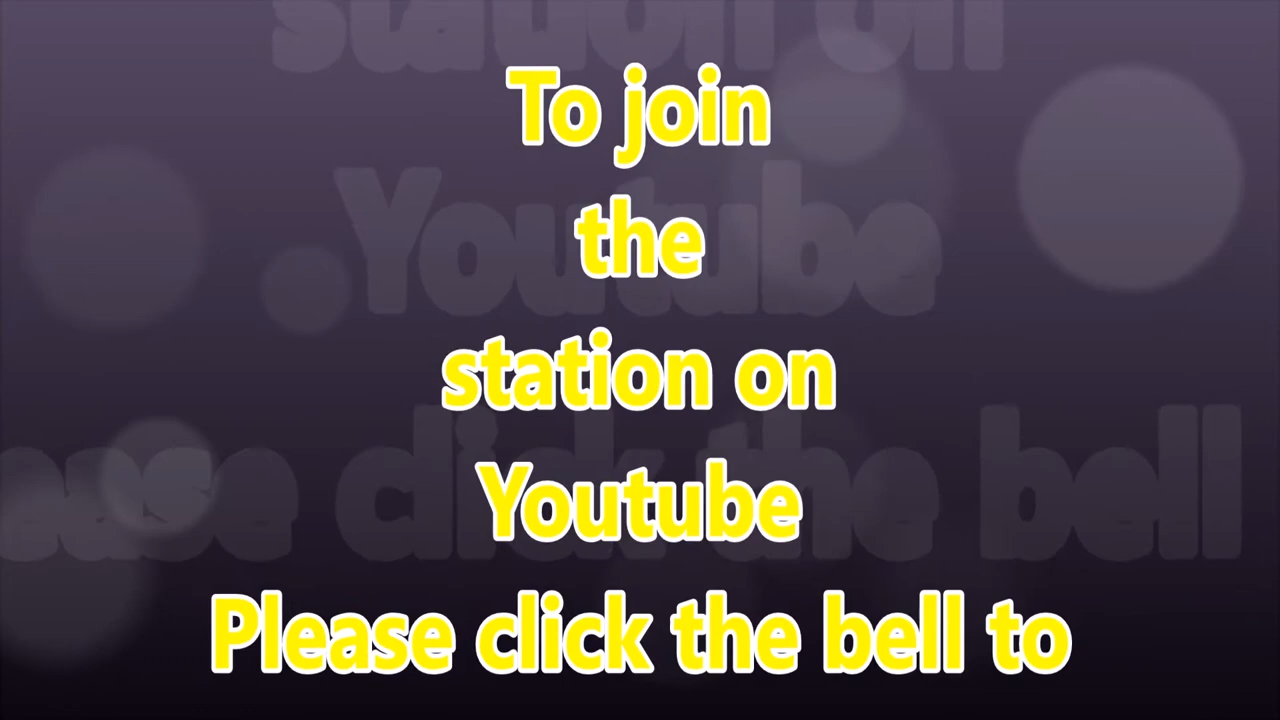 To join
the
station on
Youtube
Please click the bell to